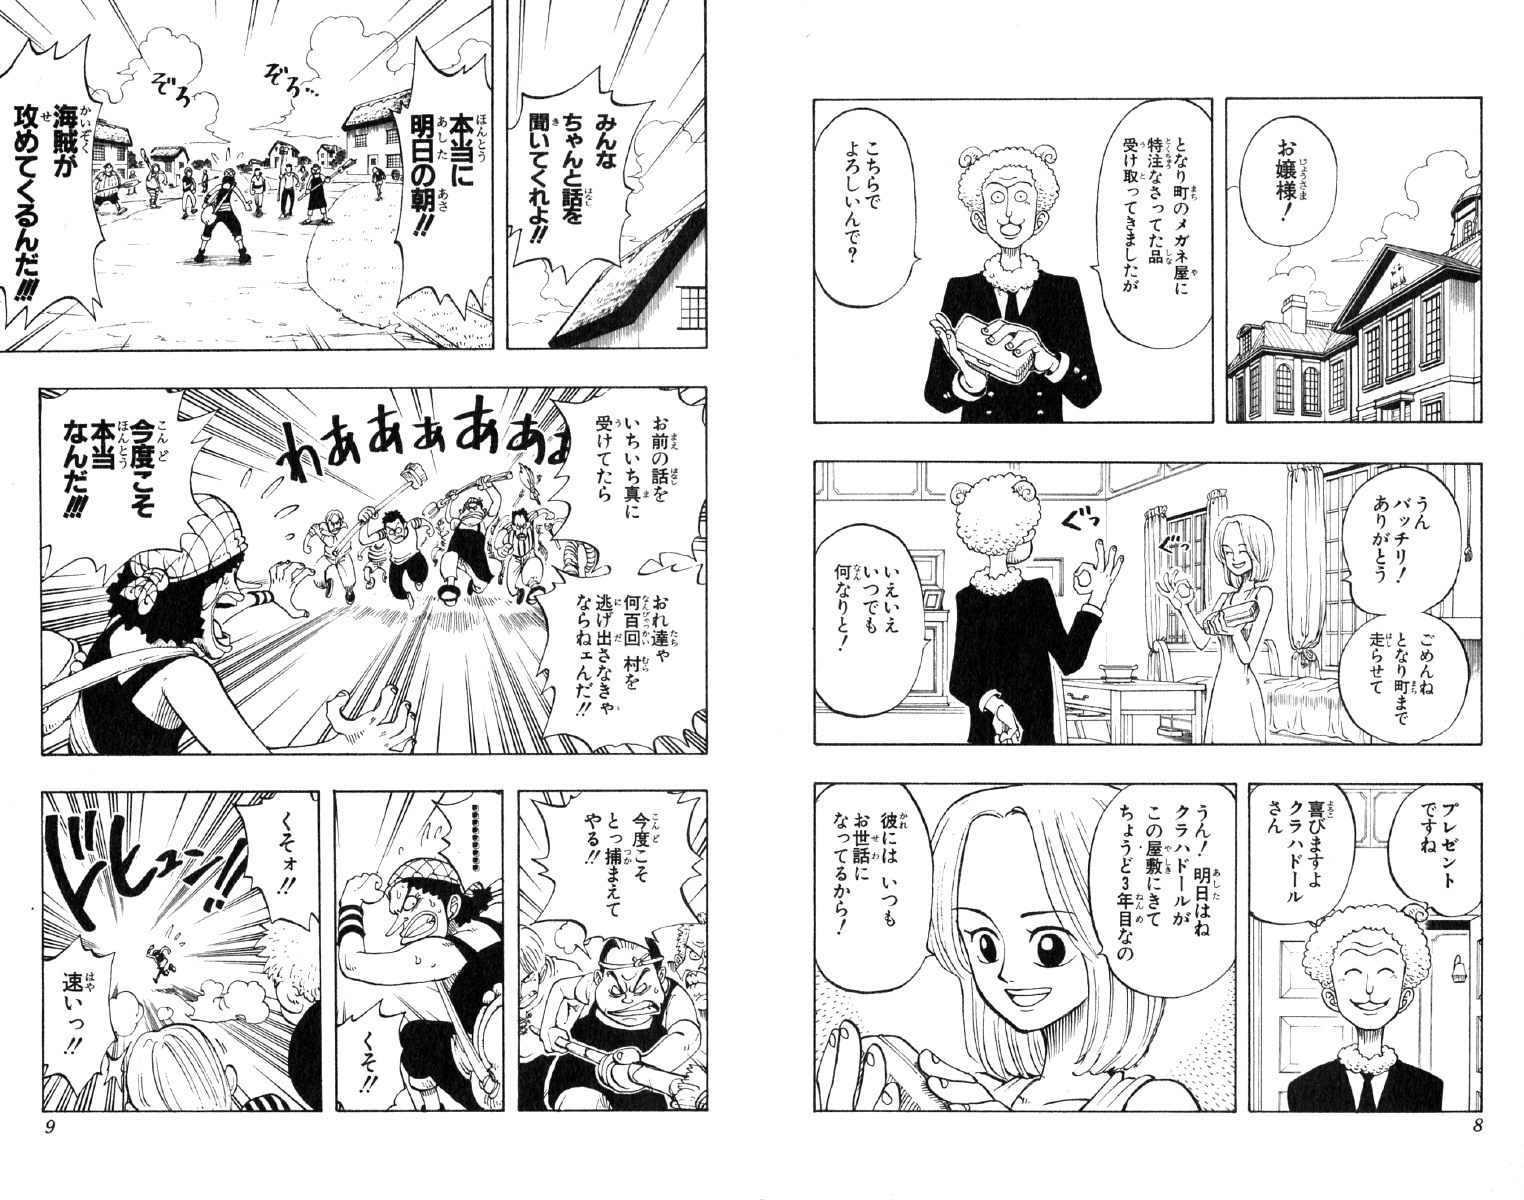 お嬢様！
となり町のメガネ屋に
特注なさってた品
受け取ってきましたが
こちらで
よろしいんで？
うん
バッチリ！
ありがとう
ごめんね
となり町まで
走らせて
ぐっ
ぐっ
いえいえ
いつでも
何なりと！
プレゼント
ですね
喜びますよ
クラハドール
さん
うん！ 明日はね
クラハドールが
この屋敷にきて
ちょうど3年目なの
彼には いつも
お世話に
なってるから！
8
みんな
ちゃんと話を
聞いてくれよ!!
本当に
明日の朝!!
ぞろ…
ぞろ
海賊が
攻めてくるんだ!!!
お前の話を
いちいち真に
受けてたら
おれ達ゃ
何百回 村を
逃げ出さなきゃ
ならねェんだ!!
わあああああ
今度こそ
本当
なんだ!!!
今度こそ
とっ捕まえて
やる!!
…………
くそ!!
くそォ!!
ドヒューン!!
速いっ!!
9